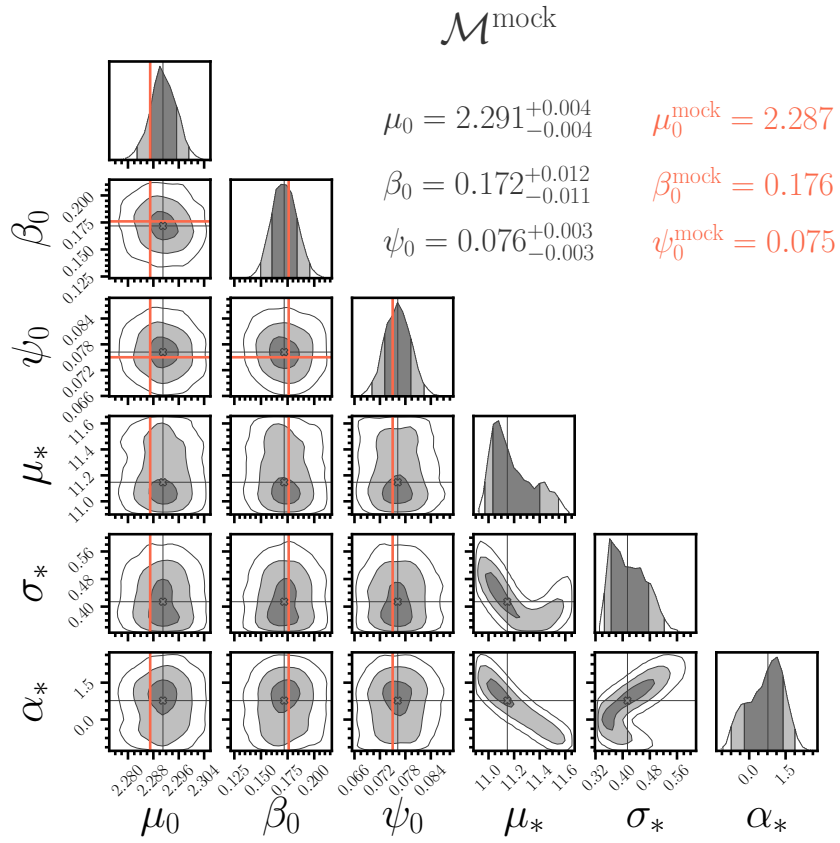 𝓜^mock
μ₀ = 2.291 +0.004 −0.004 μ₀^mock = 2.287
β₀ = 0.172 +0.012 −0.011 β₀^mock = 0.176
ψ₀ = 0.076 +0.003 −0.003 ψ₀^mock = 0.075
β₀
0.200
0.175
0.150
0.125
ψ₀
0.084
0.078
0.072
0.066
μ*
11.6
11.4
11.2
11.0
σ*
0.56
0.48
0.40
α*
1.5
0.0
2.280 2.288 2.296 2.304 0.125 0.150 0.175 0.200 0.066 0.072 0.078 0.084 11.0 11.2 11.4 11.6 0.32 0.40 0.48 0.56 0.0 1.5
μ₀ β₀ ψ₀ μ* σ* α*